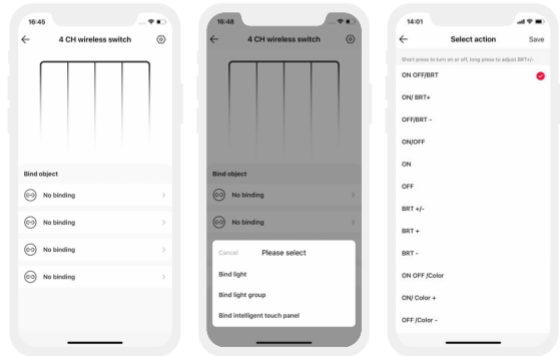 16:45
4 CH wireless switch
Bind object
No binding
No binding
No binding
No binding
16:48
4 CH wireless switch
Bind object
No binding
No binding
Cancel Please select
Bind light
Bind light group
Bind intelligent touch panel
14:01
Select action Save
Short press to turn on or off, long press to adjust BRT+/-
ON OFF/BRT
ON/ BRT+
OFF/BRT -
ON/OFF
ON
OFF
BRT +/-
BRT +
BRT -
ON OFF /Color
ON/ Color +
OFF /Color -